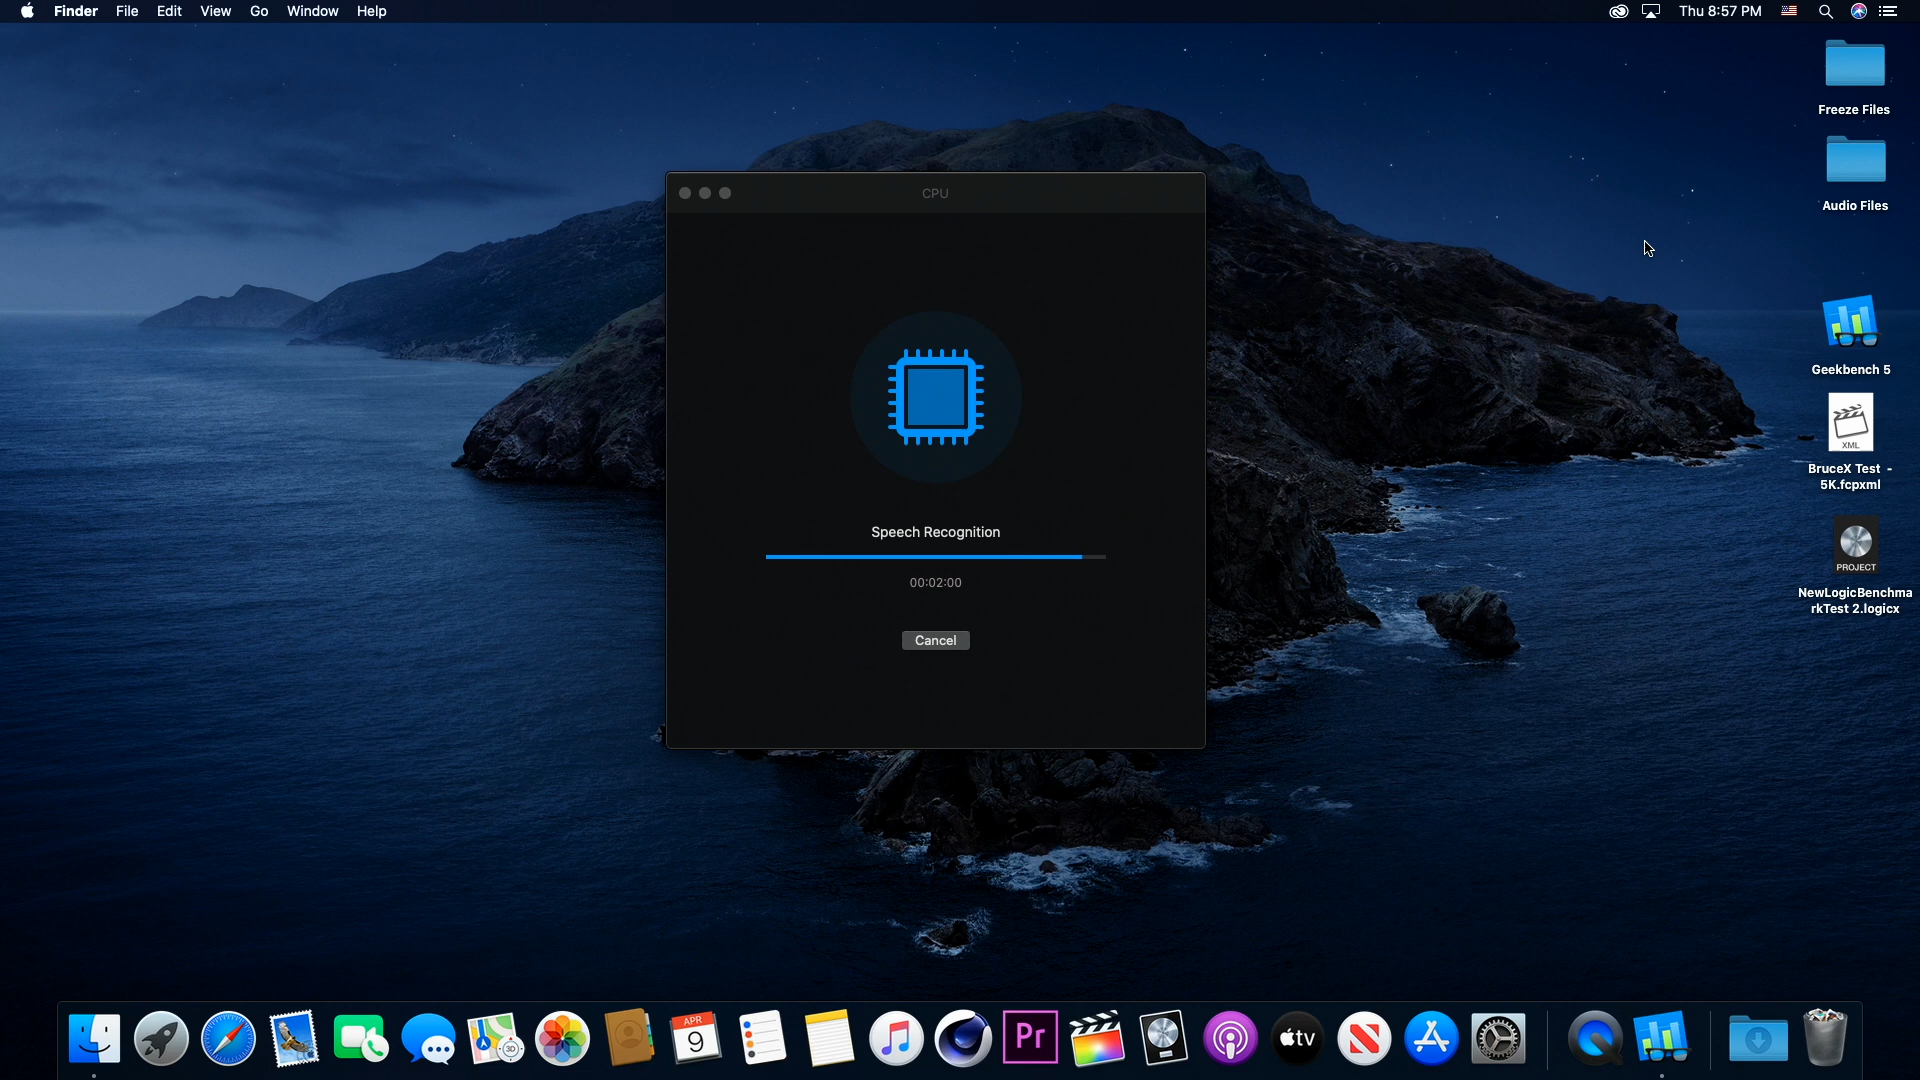 Finder File Edit View Go Window Help
Thu 8:57 PM
Freeze Files
Audio Files
CPU
Geekbench 5
XML
BruceX Test -
5K.fcpxml
Speech Recognition
00:02:00
PROJECT
NewLogicBenchma
rkTest 2.logicx
Cancel
3D
APR
9
Pr
tv